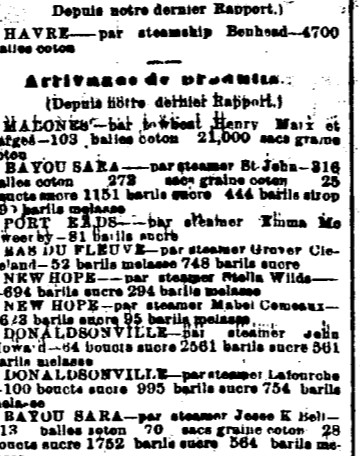 Depuis notre dernier Rapport.)
HAVRE—par steamship Benhead—4700
balles coton
Arrivages de produits.
(Depuis notre dernier Rapport.)
MALONES—par towboat Henry Marx et
barges—103 balles coton 21,000 sacs graine
coton
BAYOU SARA—par steamer St John—316
alles coton 273 sacs graine coton 25
oucts sucre 1151 barils sucre 444 barils sirop
barils melasse
PORT EADS—par steamer Emma Mc
Sweeney—81 barils sucre
BAS DU FLEUVE—par steamer Grover Cle-
veland—52 barils melasse 748 barils sucre
NEW HOPE—par steamer Stella Wilds—
694 barils sucre 294 barils melasse
NEW HOPE—par steamer Mabel Comeaux—
623 barils sucre 95 barils melasse
DONALDSONVILLE—par steamer John
Howard—64 boucts sucre 2561 barils sucre 561
barils melasse
DONALDSONVILLE—par steamer Lafourche
—100 boucts sucre 995 barils sucre 754 barils
melasse
BAYOU SARA—par steamer Jesse K Bell—
13 balles coton 70 sacs graine coton 28
boucts sucre 1752 barils sucre 564 barils me-